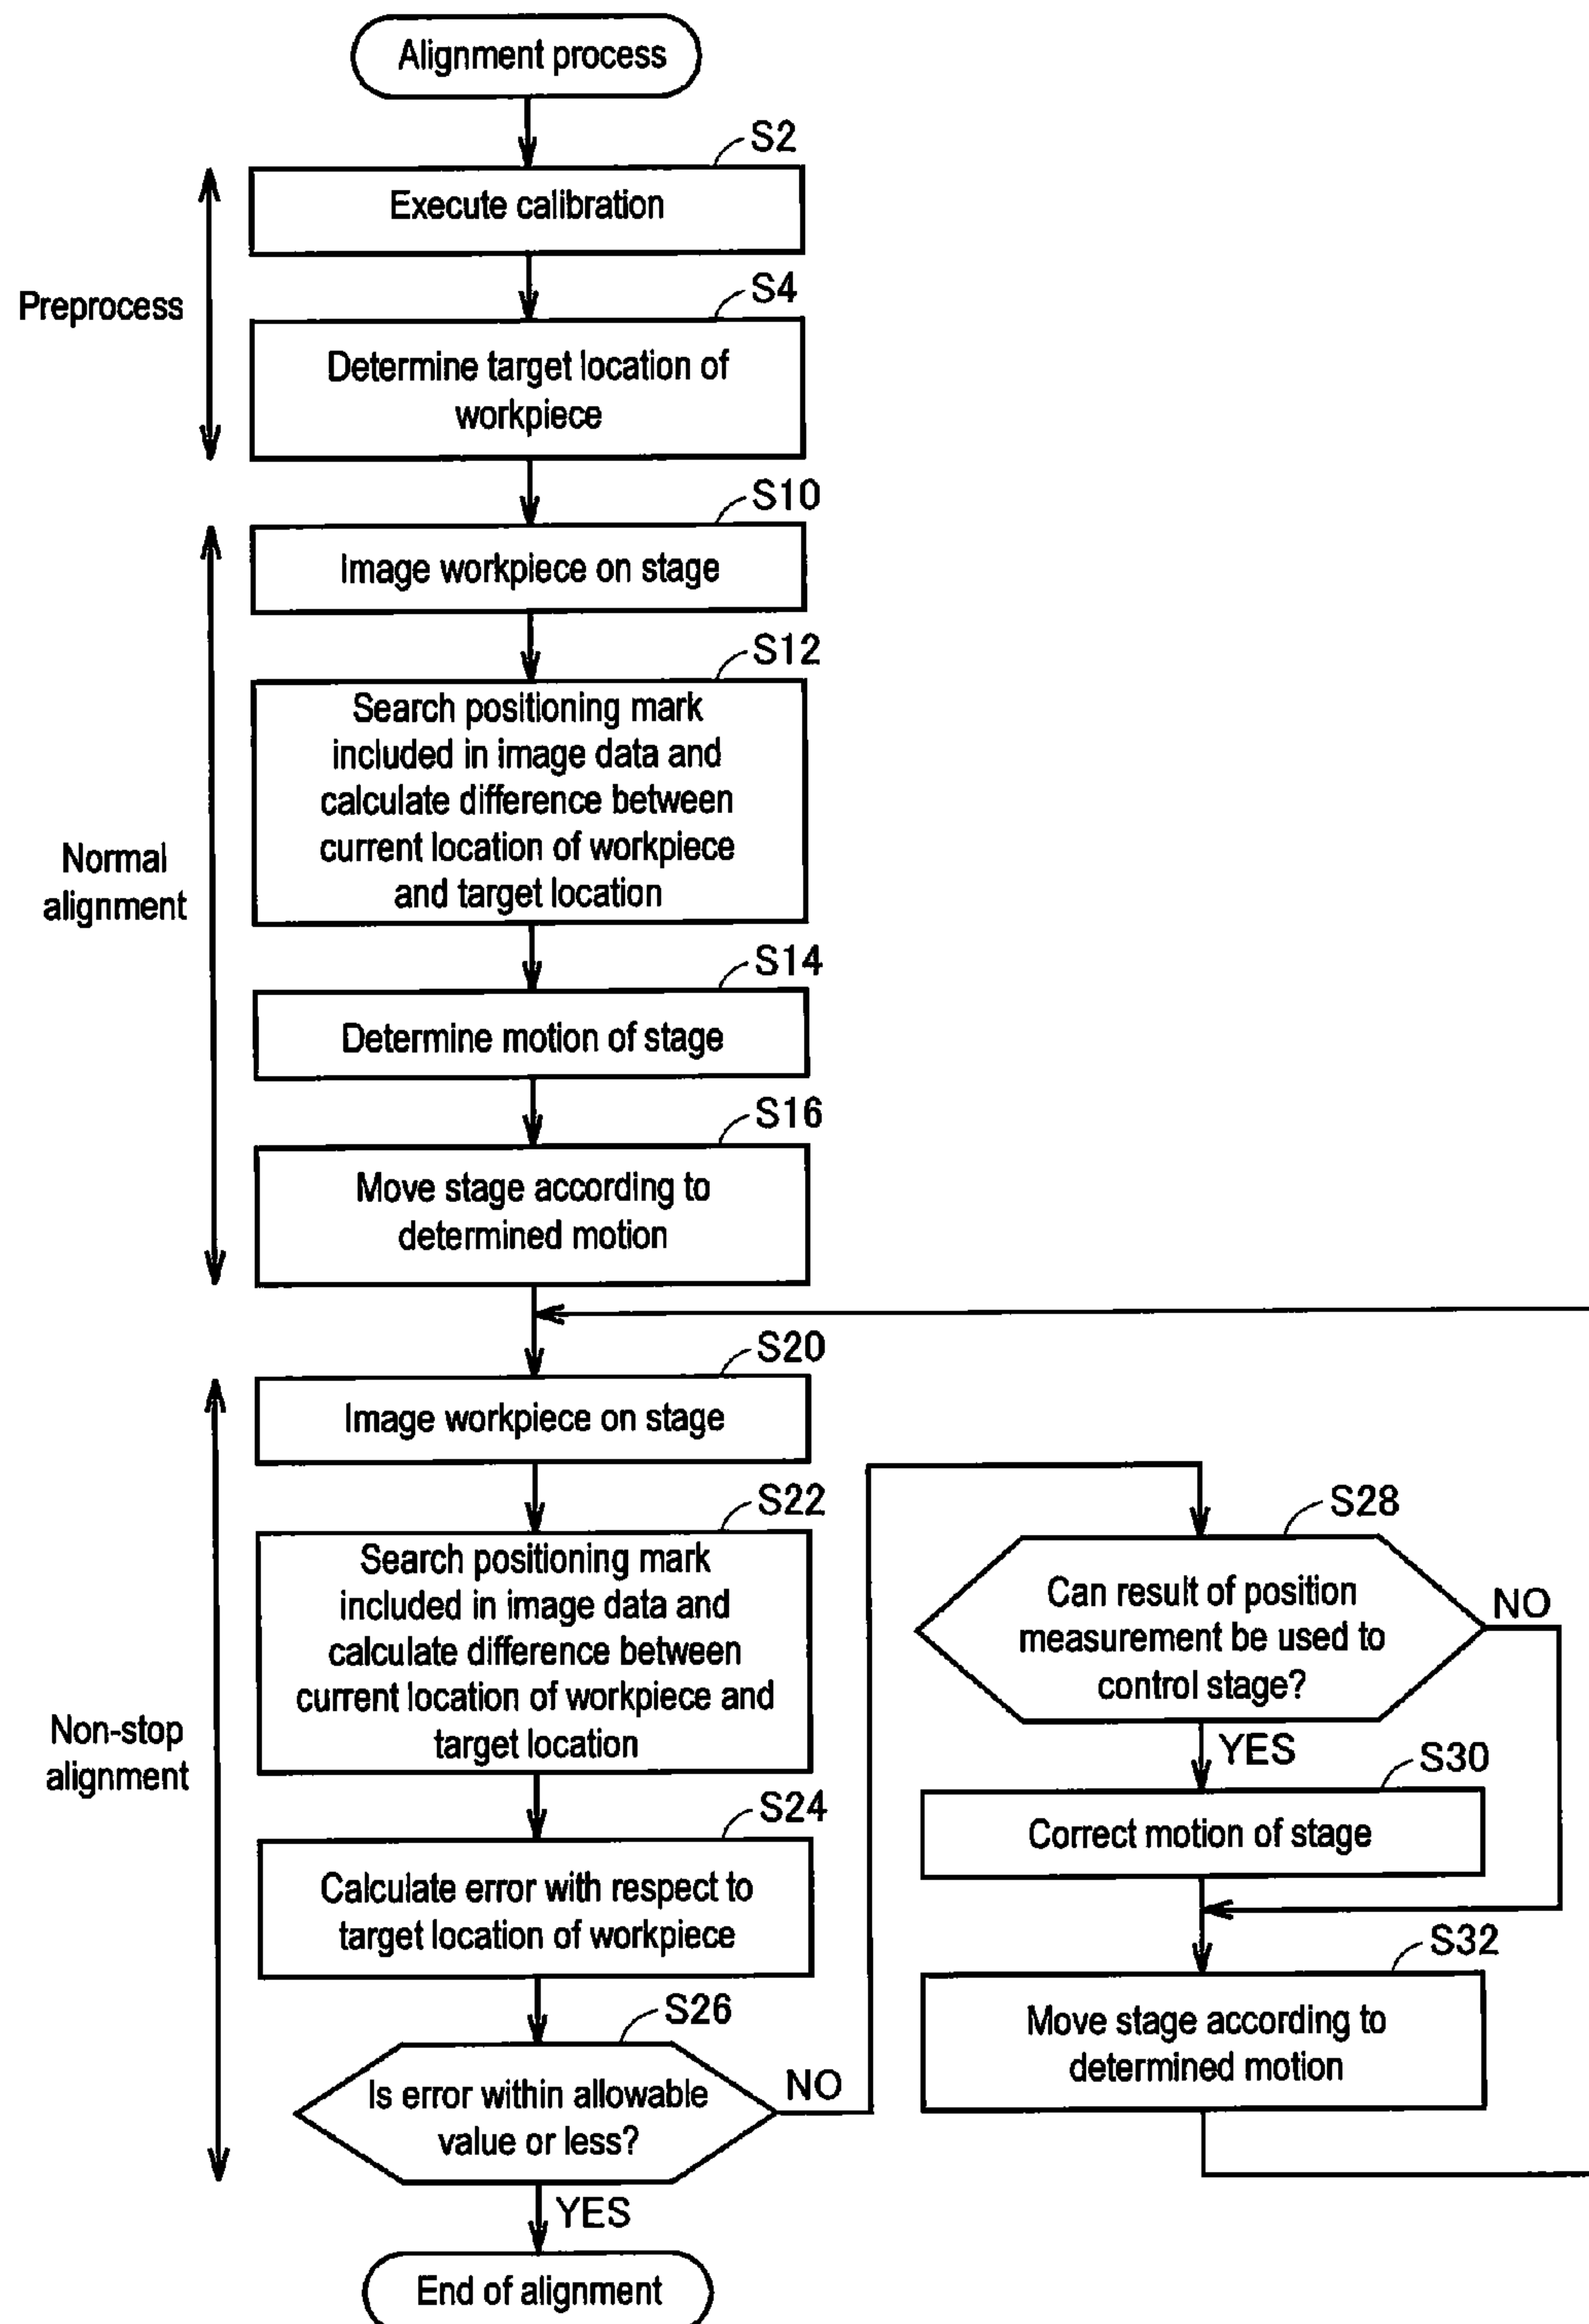 Alignment process
S2
Execute calibration
Preprocess
S4
Determine target location of
workpiece
S10
Image workpiece on stage
S12
Search positioning mark
included in image data and
calculate difference between
current location of workpiece
and target location
Normal
alignment
S14
Determine motion of stage
S16
Move stage according to
determined motion
S20
Image workpiece on stage
S22
Search positioning mark
included in image data and
calculate difference between
current location of workpiece and
target location
Non-stop
alignment
S24
Calculate error with respect to
target location of workpiece
S26
Is error within allowable
value or less?
NO
YES
End of alignment
S28
Can result of position
measurement be used to
control stage?
NO
YES
S30
Correct motion of stage
S32
Move stage according to
determined motion